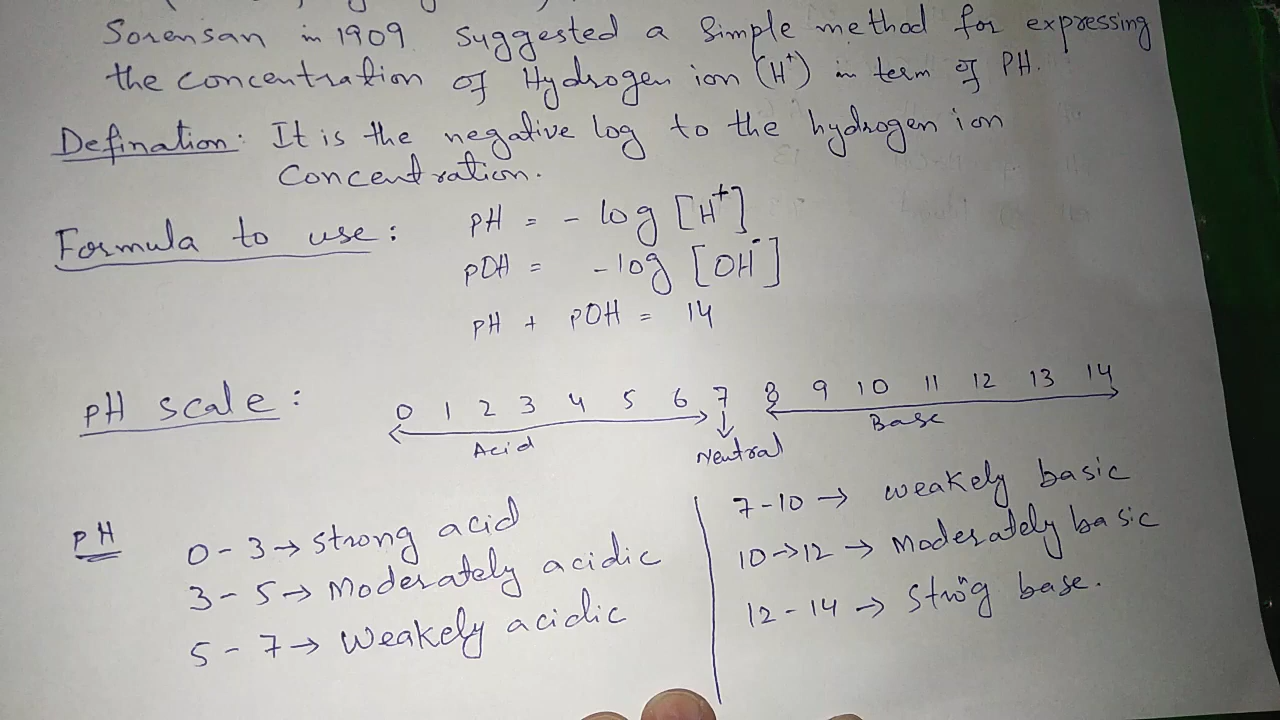 Sorensan in 1909 suggested a simple method for expressing
the concentration of Hydrogen ion (H+) in term of PH.
Defination: It is the negative log to the hydrogen ion
Concentration.
Formula to use: pH = - log [H+]
pOH = - log [OH-]
pH + pOH = 14
pH scale: 0 1 2 3 4 5 6 7 8 9 10 11 12 13 14
Acid Neutral Base
PH 0-3→ strong acid
3-5→ Moderately acidic
5-7→ Weakely acidic
7-10→ weakely basic
10→12→ Moderately basic
12-14→ strong base.